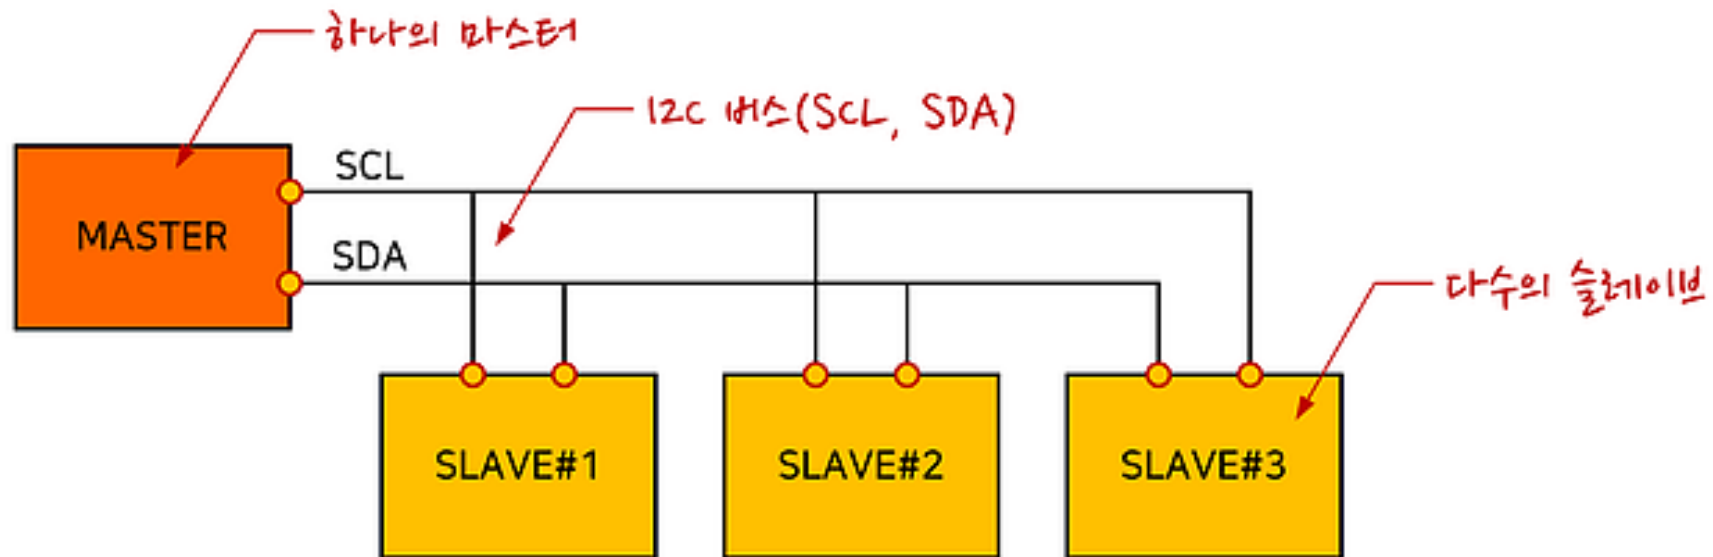 하나의 마스터
I2C 버스(SCL, SDA)
SCL
MASTER
SDA
다수의 슬레이브
SLAVE#1
SLAVE#2
SLAVE#3